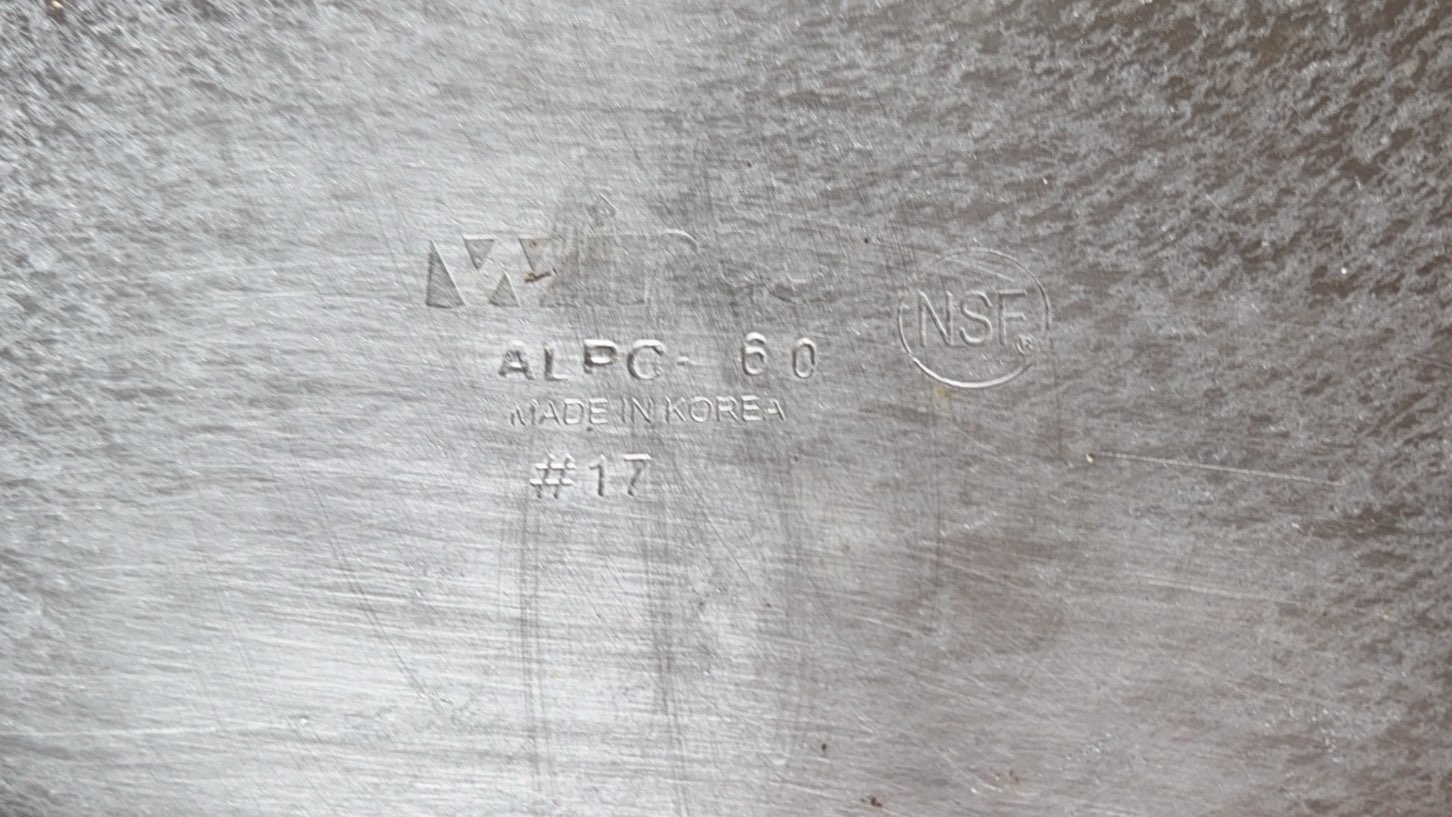 NSF®
ALPC- 60
MADE IN KOREA
#17